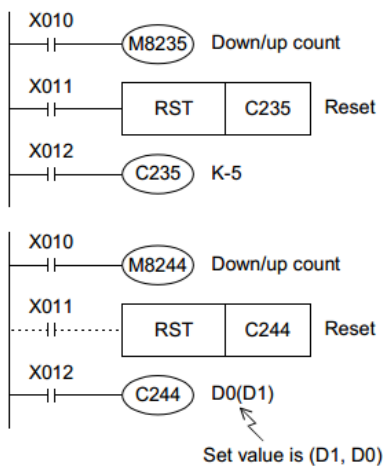 X010
M8235 Down/up count
X011
RST C235 Reset
X012
C235 K-5
X010
M8244 Down/up count
X011
RST C244 Reset
X012
C244 D0(D1)
Set value is (D1, D0)